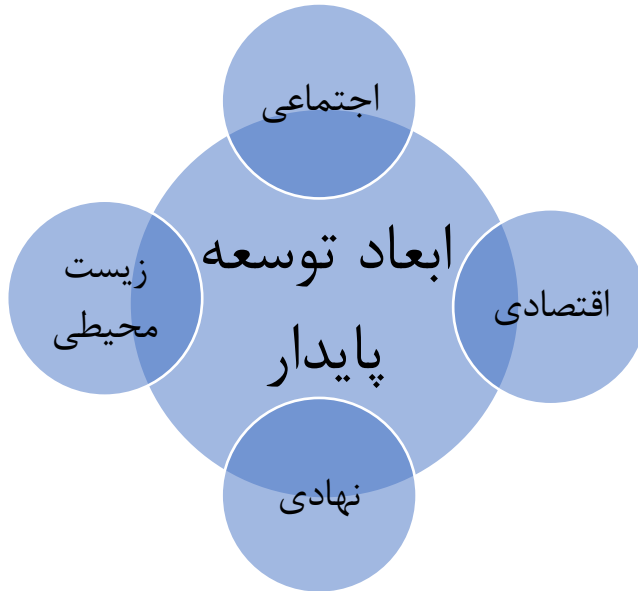 اجتماعی
ابعاد توسعه
پایدار
اقتصادی
زیست
محیطی
نهادی